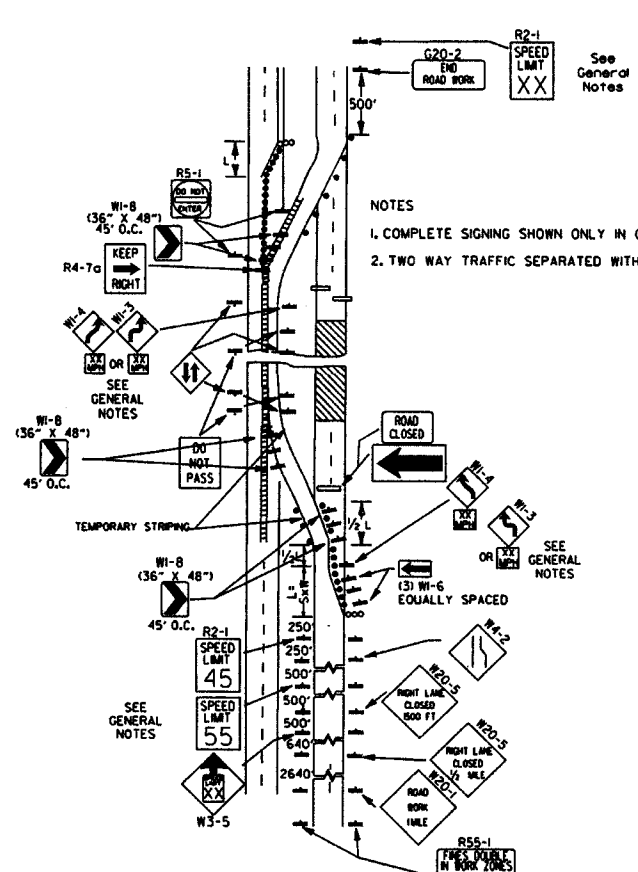 R2-1
SPEED
LIMIT
XX
See
General
Notes
G20-2
END
ROAD WORK
500'
L
R5-1
DO NOT
ENTER
W1-8
(36" X 48")
45' O.C.
KEEP
RIGHT
R4-7a
NOTES
1. COMPLETE SIGNING SHOWN ONLY IN
2. TWO WAY TRAFFIC SEPARATED WITH
W1-4
W1-3
XX
MPH
OR
XX
MPH
SEE
GENERAL
NOTES
W1-8
(36" X 48")
45' O.C.
DO
NOT
PASS
ROAD
CLOSED
W1-4
XX
MPH
W1-3
OR
XX
MPH
SEE
GENERAL
NOTES
TEMPORARY STRIPING
1/2 L
1/2 L
L=
SxW
W1-8
(36" X 48")
45' O.C.
(3) W1-6
EQUALLY SPACED
250'
R2-1
SPEED
LIMIT
45
250'
W4-2
500'
SEE
GENERAL
NOTES
SPEED
LIMIT
55
500'
W20-5
RIGHT LANE
CLOSED
1500 FT
500'
640'
W20-5
RIGHT LANE
CLOSED
1/2 MILE
XX
W3-5
2640'
W20-1
ROAD
WORK
1 MILE
R55-1
FINES DOUBLE
IN WORK ZONES